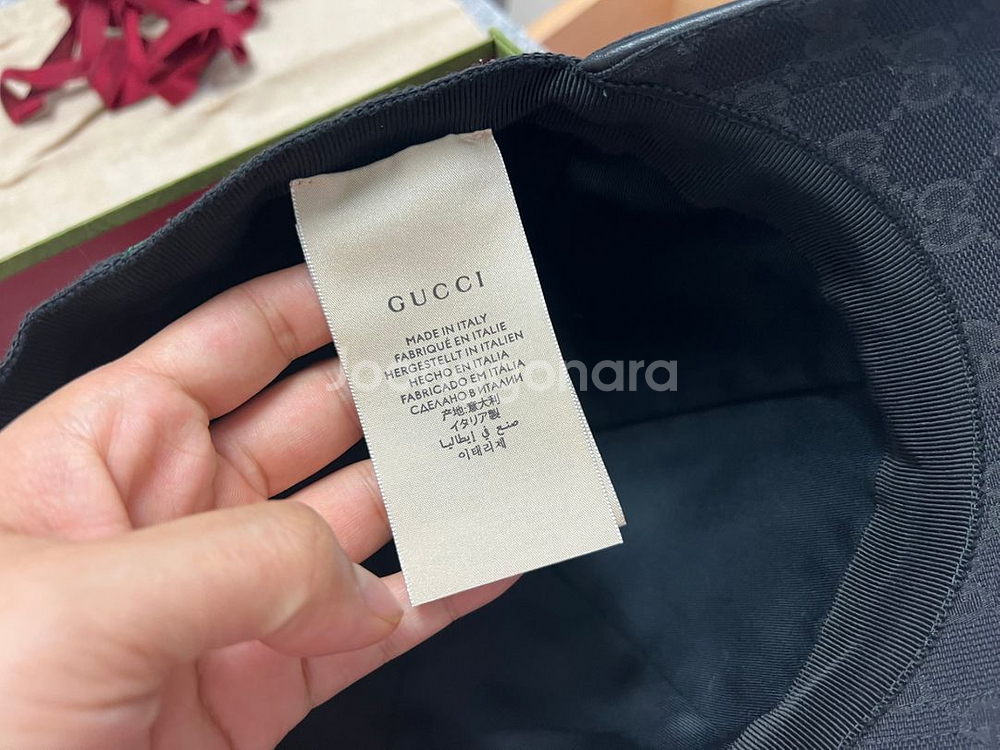 GUCCI
MADE IN ITALY
FABRIQUÉ EN ITALIE
HERGESTELLT IN ITALIEN
HECHO EN ITALIA
FABRICADO EM ITALIA
СДЕЛАНО В ИТАЛИИ
产地:意大利
イタリア製
صنع في إيطاليا
이태리제